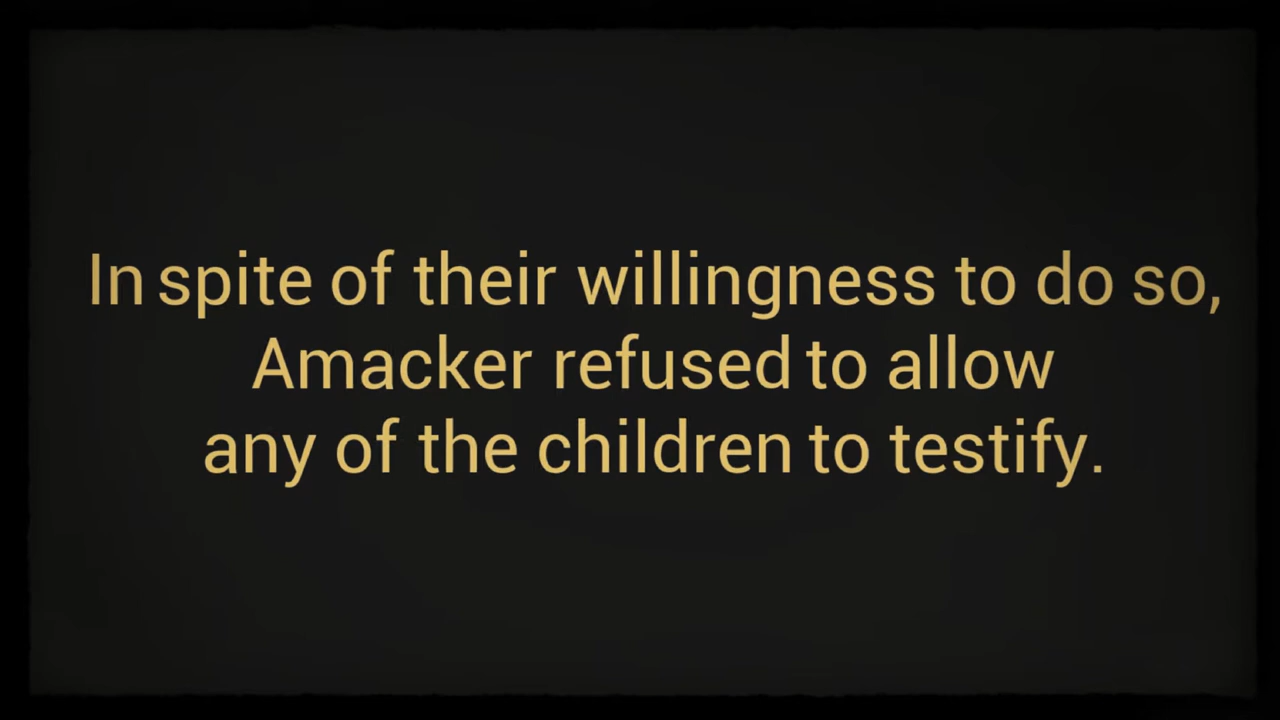 In spite of their willingness to do so,
Amacker refused to allow
any of the children to testify.